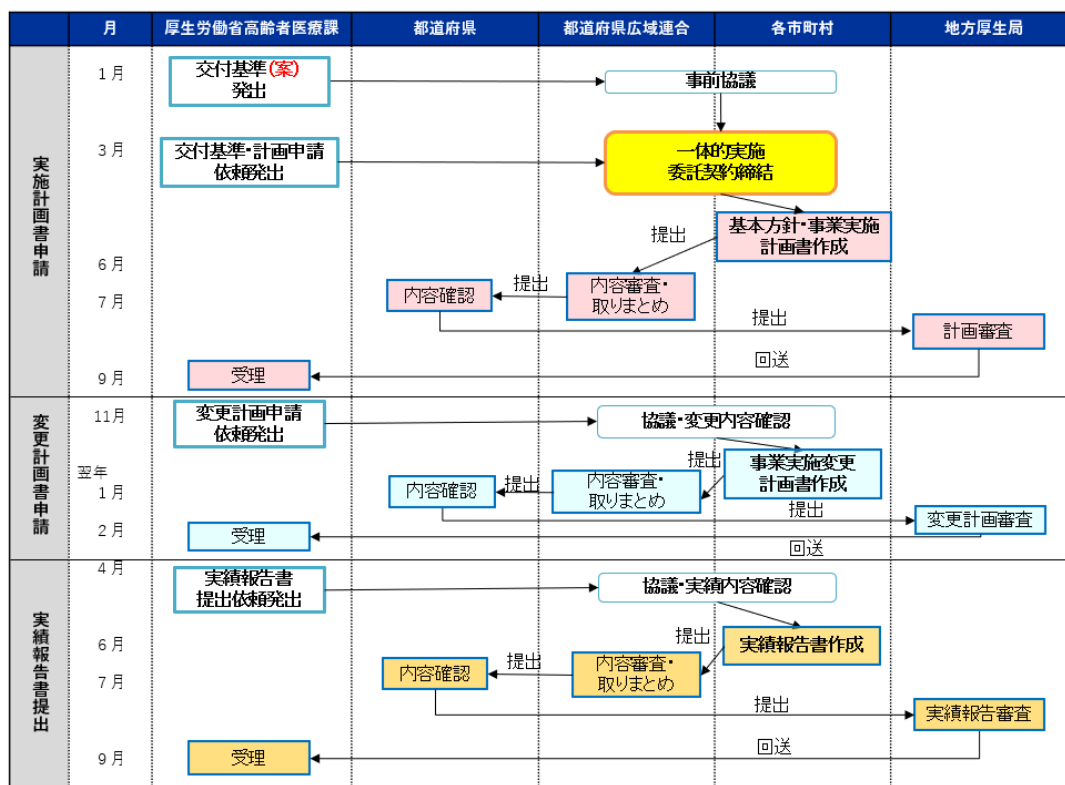 月
厚生労働省高齢者医療課
都道府県
都道府県広域連合
各市町村
地方厚生局
実施計画書申請
1月
交付基準(案)
発出
事前協議
3月
交付基準・計画申請
依頼発出
一体的実施
委託契約締結
基本方針・事業実施
計画書作成
提出
6月
内容審査・
取りまとめ
提出
7月
内容確認
提出
計画審査
回送
9月
受理
変更計画書申請
11月
変更計画申請
依頼発出
協議・変更内容確認
事業実施変更
計画書作成
提出
翌年
1月
内容審査・
取りまとめ
提出
内容確認
提出
変更計画審査
2月
受理
回送
実績報告書提出
4月
実績報告書
提出依頼発出
協議・実績内容確認
6月
実績報告書作成
提出
7月
内容審査・
取りまとめ
提出
内容確認
提出
実績報告審査
回送
9月
受理